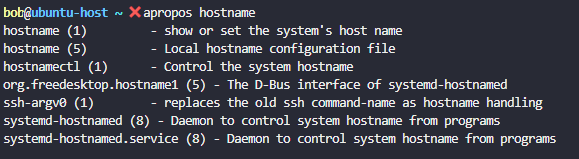 bob@ubuntu-host ~ ❌apropos hostname
hostname (1)         - show or set the system's host name
hostname (5)         - Local hostname configuration file
hostnamectl (1)      - Control the system hostname
org.freedesktop.hostname1 (5) - The D-Bus interface of systemd-hostnamed
ssh-argv0 (1)        - replaces the old ssh command-name as hostname handling
systemd-hostnamed (8) - Daemon to control system hostname from programs
systemd-hostnamed.service (8) - Daemon to control system hostname from programs